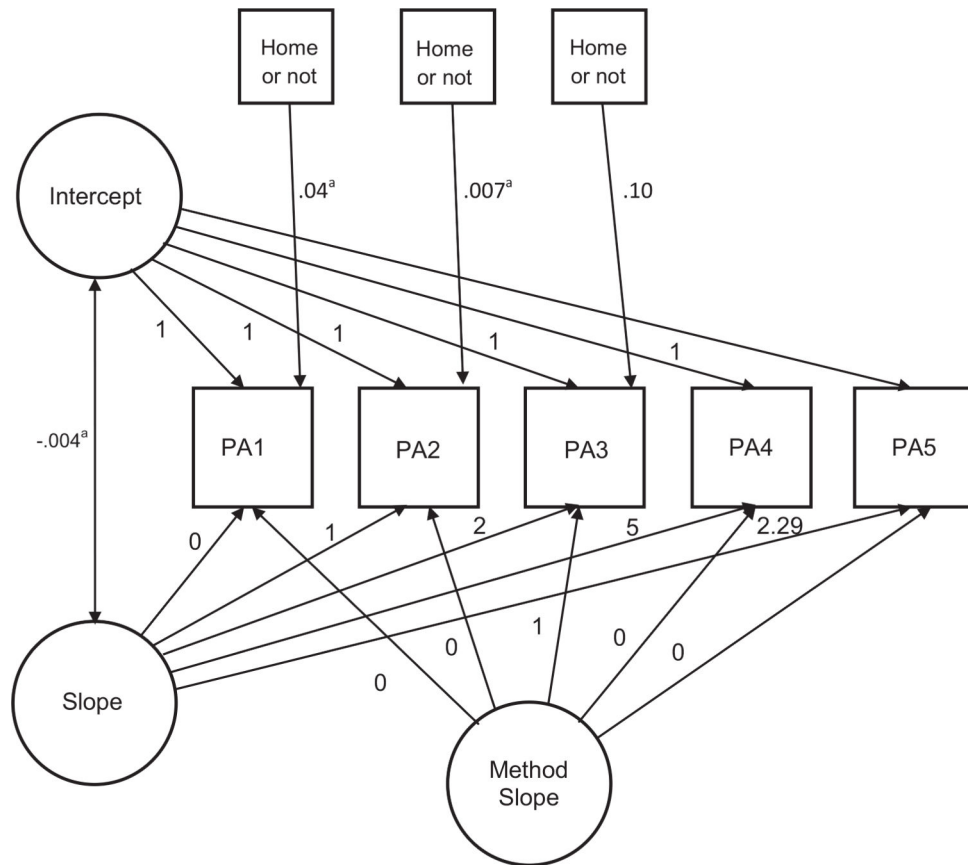 Home
or not
Home
or not
Home
or not
Intercept
.04ᵃ
.007ᵃ
.10
1
1
1
1
1
-.004ᵃ
PA1
PA2
PA3
PA4
PA5
0
1
2
5
2.29
0
0
1
0
0
Slope
Method
Slope